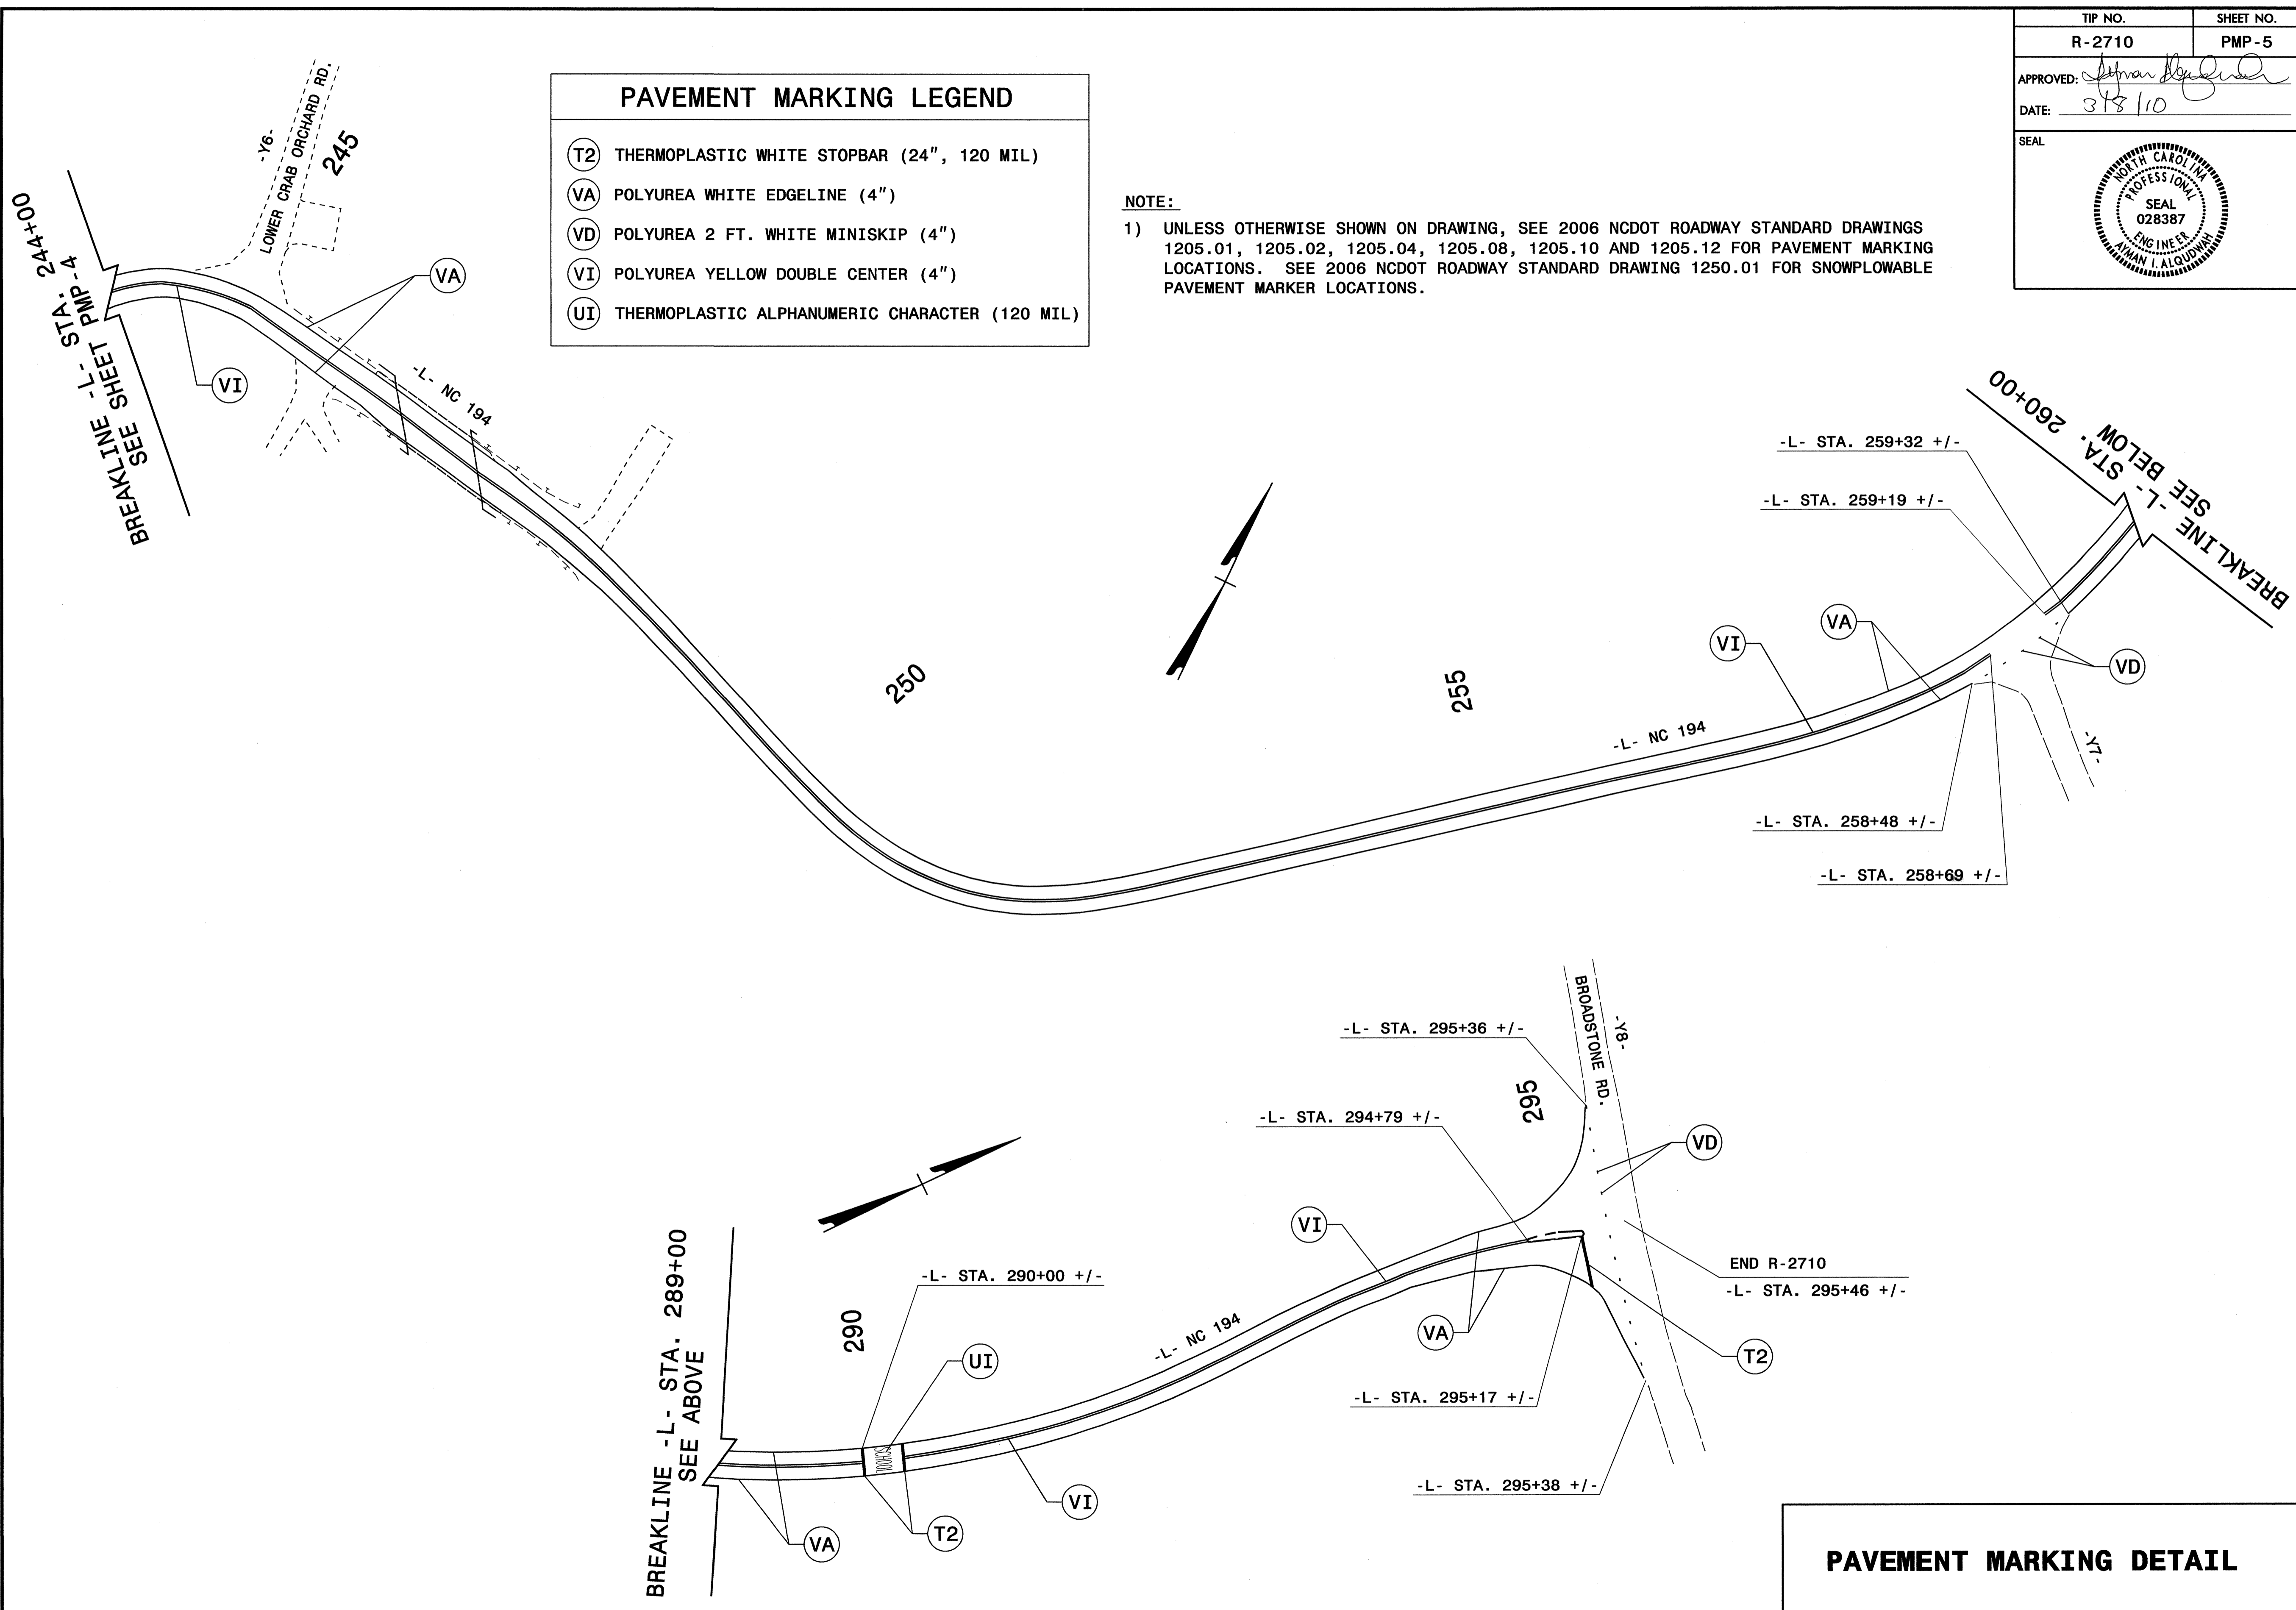 TIP NO. SHEET NO.
R-2710 PMP-5
APPROVED:
DATE: 3/8/10
SEAL
NORTH CAROLINA
PROFESSIONAL
SEAL
028387
ENGINEER
AYMAN I. ALQUDWAH
PAVEMENT MARKING LEGEND
T2 THERMOPLASTIC WHITE STOPBAR (24", 120 MIL)
VA POLYUREA WHITE EDGELINE (4")
VD POLYUREA 2 FT. WHITE MINISKIP (4")
VI POLYUREA YELLOW DOUBLE CENTER (4")
UI THERMOPLASTIC ALPHANUMERIC CHARACTER (120 MIL)
NOTE:
1) UNLESS OTHERWISE SHOWN ON DRAWING, SEE 2006 NCDOT ROADWAY STANDARD DRAWINGS
1205.01, 1205.02, 1205.04, 1205.08, 1205.10 AND 1205.12 FOR PAVEMENT MARKING
LOCATIONS. SEE 2006 NCDOT ROADWAY STANDARD DRAWING 1250.01 FOR SNOWPLOWABLE
PAVEMENT MARKER LOCATIONS.
BREAKLINE -L- STA. 244+00
SEE SHEET PMP-4
-Y6-
LOWER CRAB ORCHARD RD.
245
VA
VI
-L- NC 194
250
255
-L- NC 194
VI
VA
-L- STA. 259+32 +/-
-L- STA. 259+19 +/-
BREAKLINE -L- STA. 260+00
SEE BELOW
VD
-Y7-
-L- STA. 258+48 +/-
-L- STA. 258+69 +/-
BROADSTONE RD.
-Y8-
-L- STA. 295+36 +/-
295
-L- STA. 294+79 +/-
VD
VI
END R-2710
-L- STA. 295+46 +/-
BREAKLINE -L- STA. 289+00
SEE ABOVE
-L- STA. 290+00 +/-
290
UI
-L- NC 194
VA
T2
-L- STA. 295+17 +/-
SCHOOL
-L- STA. 295+38 +/-
VI
T2
VA
PAVEMENT MARKING DETAIL